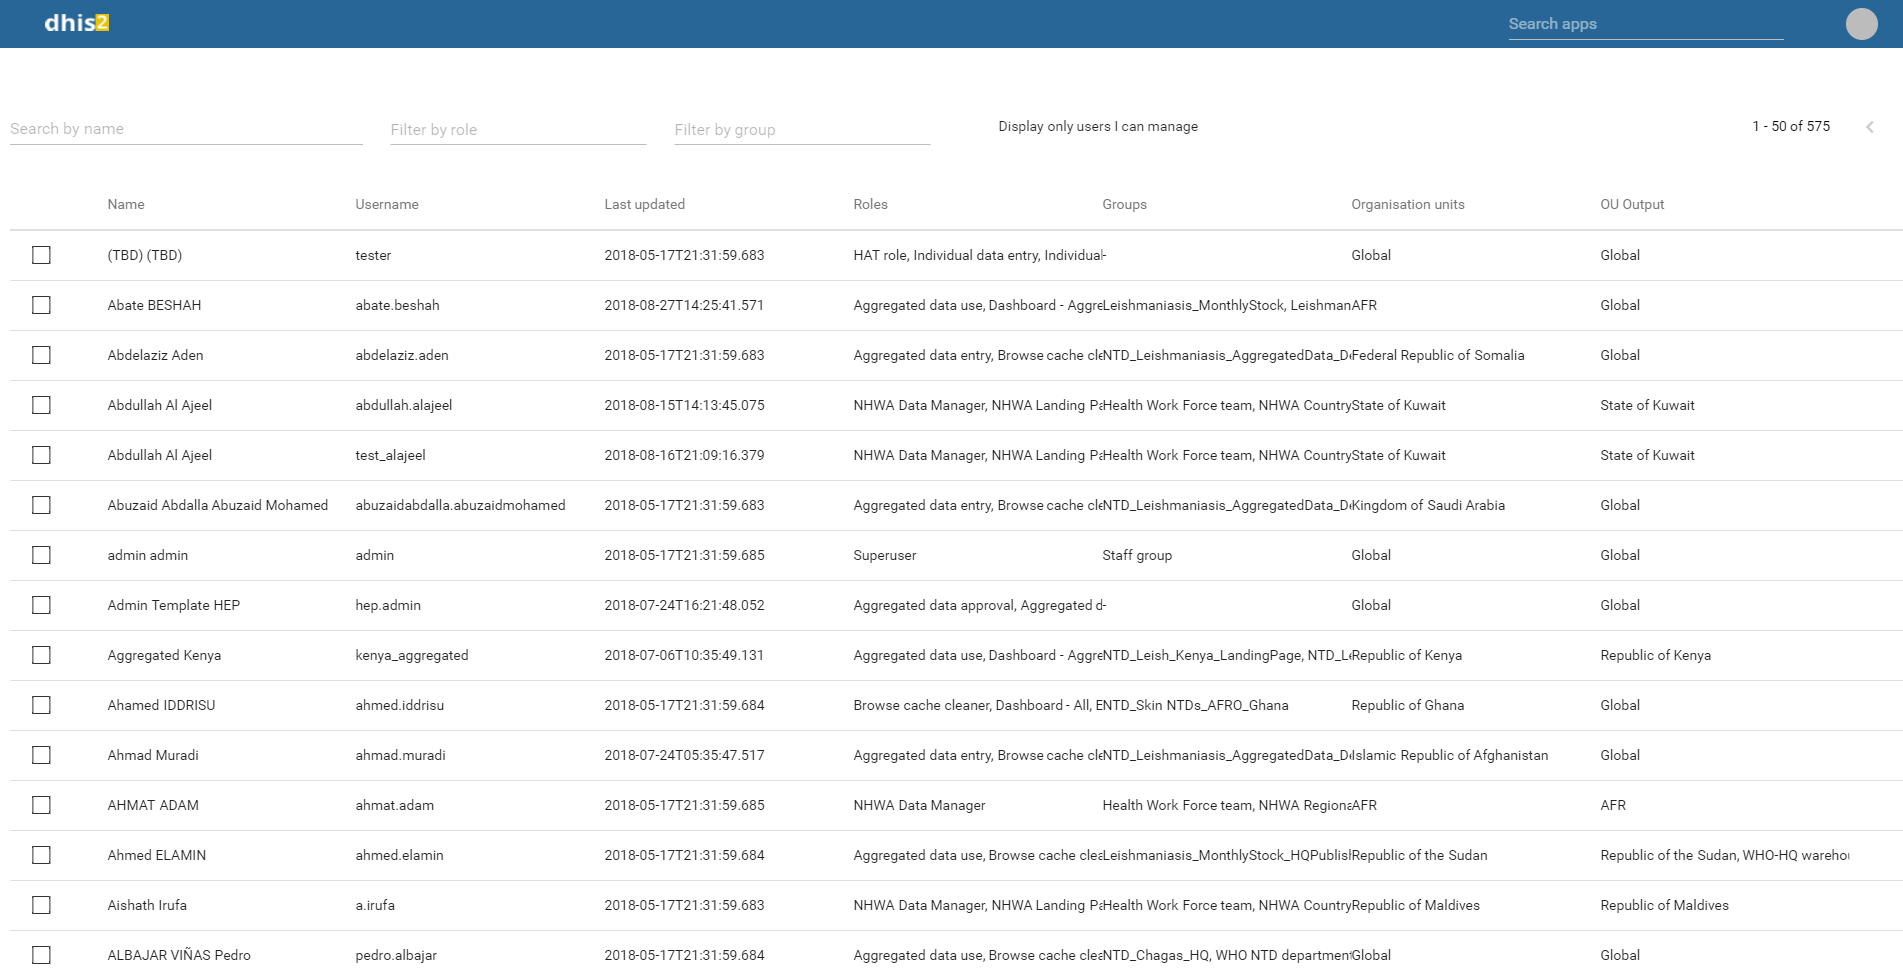 dhis2 Search apps
Search by name Filter by role Filter by group Display only users I can manage 1 - 50 of 575
Name Username Last updated Roles Groups Organisation units OU Output
(TBD) (TBD) tester 2018-05-17T21:31:59.683 HAT role, Individual data entry, Individual - Global Global
Abate BESHAH abate.beshah 2018-08-27T14:25:41.571 Aggregated data use, Dashboard - Aggre Leishmaniasis_MonthlyStock, Leishman AFR Global
Abdelaziz Aden abdelaziz.aden 2018-05-17T21:31:59.683 Aggregated data entry, Browse cache cle NTD_Leishmaniasis_AggregatedData_D Federal Republic of Somalia Global
Abdullah Al Ajeel abdullah.alajeel 2018-08-15T14:13:45.075 NHWA Data Manager, NHWA Landing Pa Health Work Force team, NHWA Country State of Kuwait State of Kuwait
Abdullah Al Ajeel test_alajeel 2018-08-16T21:09:16.379 NHWA Data Manager, NHWA Landing Pa Health Work Force team, NHWA Country State of Kuwait State of Kuwait
Abuzaid Abdalla Abuzaid Mohamed abuzaidabdalla.abuzaidmohamed 2018-05-17T21:31:59.683 Aggregated data entry, Browse cache cle NTD_Leishmaniasis_AggregatedData_D Kingdom of Saudi Arabia Global
admin admin admin 2018-05-17T21:31:59.685 Superuser Staff group Global Global
Admin Template HEP hep.admin 2018-07-24T16:21:48.052 Aggregated data approval, Aggregated d - Global Global
Aggregated Kenya kenya_aggregated 2018-07-06T10:35:49.131 Aggregated data use, Dashboard - Aggre NTD_Leish_Kenya_LandingPage, NTD_L Republic of Kenya Republic of Kenya
Ahamed IDDRISU ahmed.iddrisu 2018-05-17T21:31:59.684 Browse cache cleaner, Dashboard - All, E NTD_Skin NTDs_AFRO_Ghana Republic of Ghana Global
Ahmad Muradi ahmad.muradi 2018-07-24T05:35:47.517 Aggregated data entry, Browse cache cle NTD_Leishmaniasis_AggregatedData_D Islamic Republic of Afghanistan Global
AHMAT ADAM ahmat.adam 2018-05-17T21:31:59.685 NHWA Data Manager Health Work Force team, NHWA Regiona AFR AFR
Ahmed ELAMIN ahmed.elamin 2018-05-17T21:31:59.684 Aggregated data use, Browse cache clea Leishmaniasis_MonthlyStock_HQPublis Republic of the Sudan Republic of the Sudan, WHO-HQ wareho
Aishath Irufa a.irufa 2018-05-17T21:31:59.683 NHWA Data Manager, NHWA Landing Pa Health Work Force team, NHWA Country Republic of Maldives Republic of Maldives
ALBAJAR VIÑAS Pedro pedro.albajar 2018-05-17T21:31:59.684 Aggregated data use, Browse cache clea NTD_Chagas_HQ, WHO NTD department Global Global